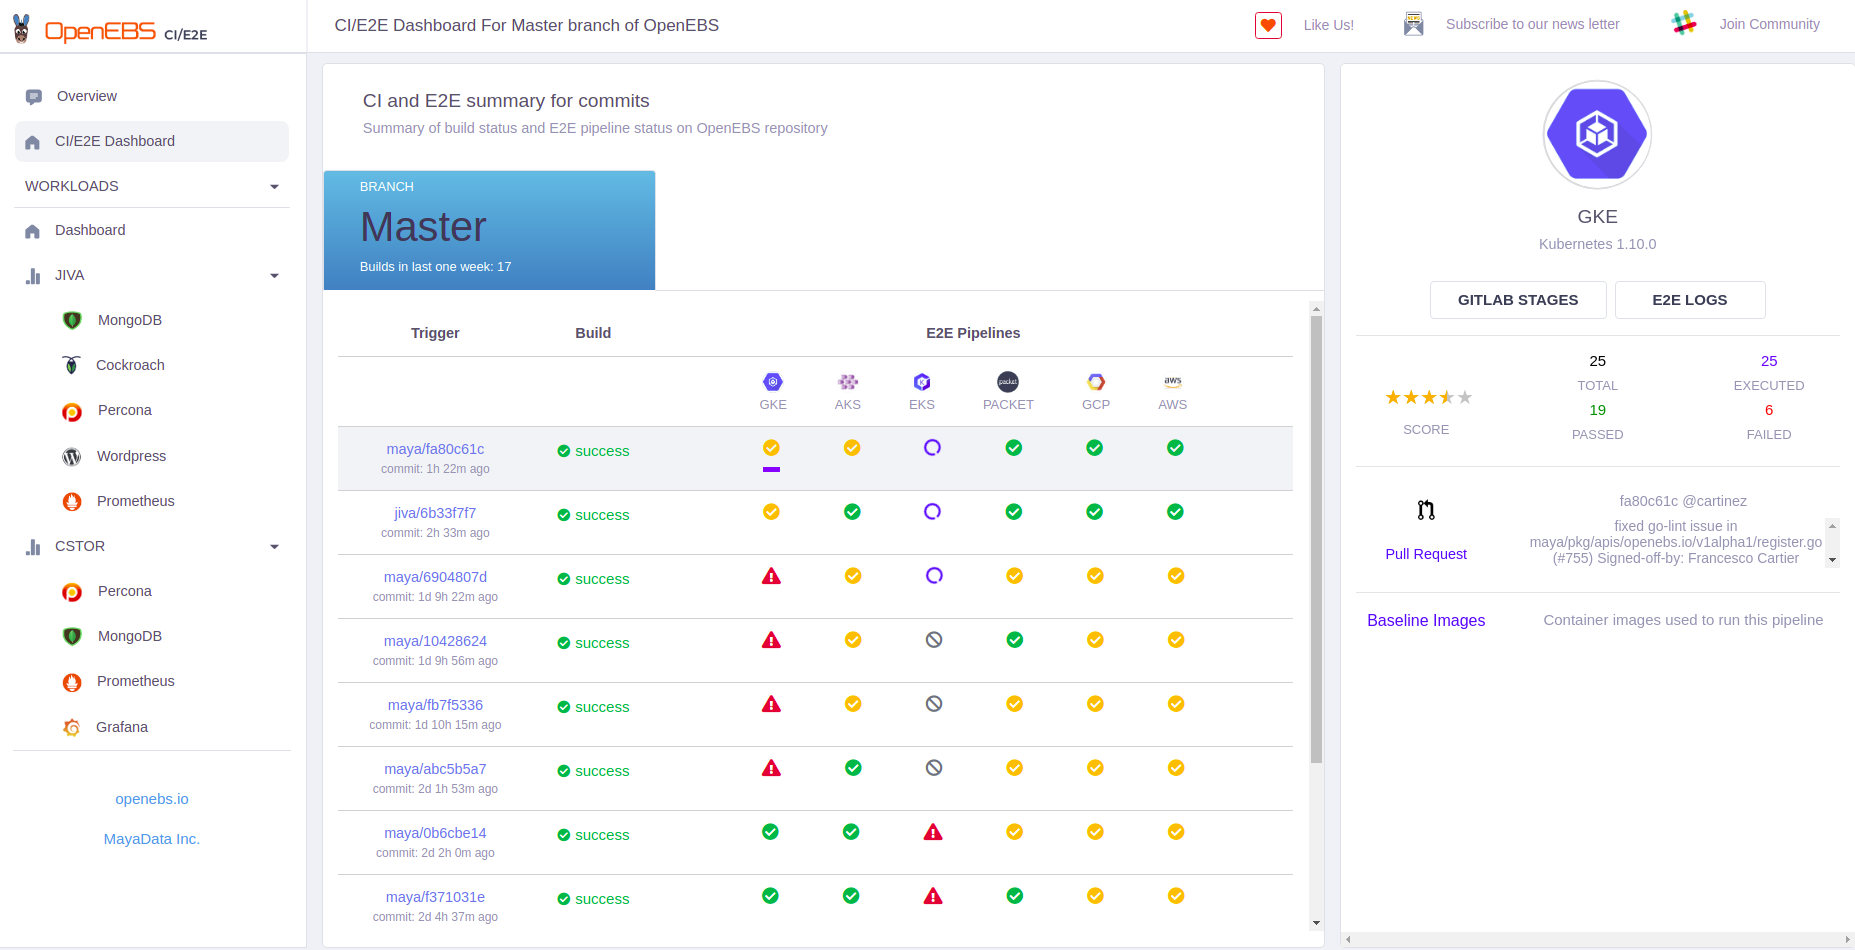 OpenEBS CI/E2E
CI/E2E Dashboard For Master branch of OpenEBS
Like Us!
Subscribe to our news letter
Join Community
Overview
CI/E2E Dashboard
WORKLOADS
Dashboard
JIVA
MongoDB
Cockroach
Percona
Wordpress
Prometheus
CSTOR
Percona
MongoDB
Prometheus
Grafana
openebs.io
MayaData Inc.
CI and E2E summary for commits
Summary of build status and E2E pipeline status on OpenEBS repository
BRANCH
Master
Builds in last one week: 17
Trigger Build E2E Pipelines
packet aws
GKE AKS EKS PACKET GCP AWS
maya/fa80c61c success
commit: 1h 22m ago
jiva/6b33f7f7 success
commit: 2h 33m ago
maya/6904807d success
commit: 1d 9h 22m ago
maya/10428624 success
commit: 1d 9h 56m ago
maya/fb7f5336 success
commit: 1d 10h 15m ago
maya/abc5b5a7 success
commit: 2d 1h 53m ago
maya/0b6cbe14 success
commit: 2d 2h 0m ago
maya/f371031e success
commit: 2d 4h 37m ago
GKE
Kubernetes 1.10.0
GITLAB STAGES E2E LOGS
25 25
TOTAL EXECUTED
19 6
SCORE PASSED FAILED
fa80c61c @cartinez
fixed go-lint issue in
maya/pkg/apis/openebs.io/v1alpha1/register.go
(#755) Signed-off-by: Francesco Cartier
Pull Request
Baseline Images
Container images used to run this pipeline